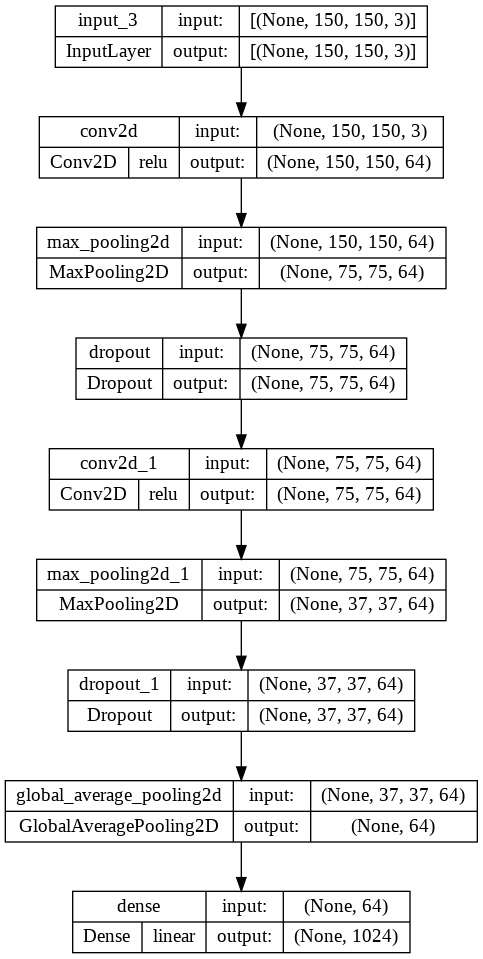 input_3 input: [(None, 150, 150, 3)]
InputLayer output: [(None, 150, 150, 3)]
conv2d input: (None, 150, 150, 3)
Conv2D relu output: (None, 150, 150, 64)
max_pooling2d input: (None, 150, 150, 64)
MaxPooling2D output: (None, 75, 75, 64)
dropout input: (None, 75, 75, 64)
Dropout output: (None, 75, 75, 64)
conv2d_1 input: (None, 75, 75, 64)
Conv2D relu output: (None, 75, 75, 64)
max_pooling2d_1 input: (None, 75, 75, 64)
MaxPooling2D output: (None, 37, 37, 64)
dropout_1 input: (None, 37, 37, 64)
Dropout output: (None, 37, 37, 64)
global_average_pooling2d input: (None, 37, 37, 64)
GlobalAveragePooling2D output: (None, 64)
dense input: (None, 64)
Dense linear output: (None, 1024)